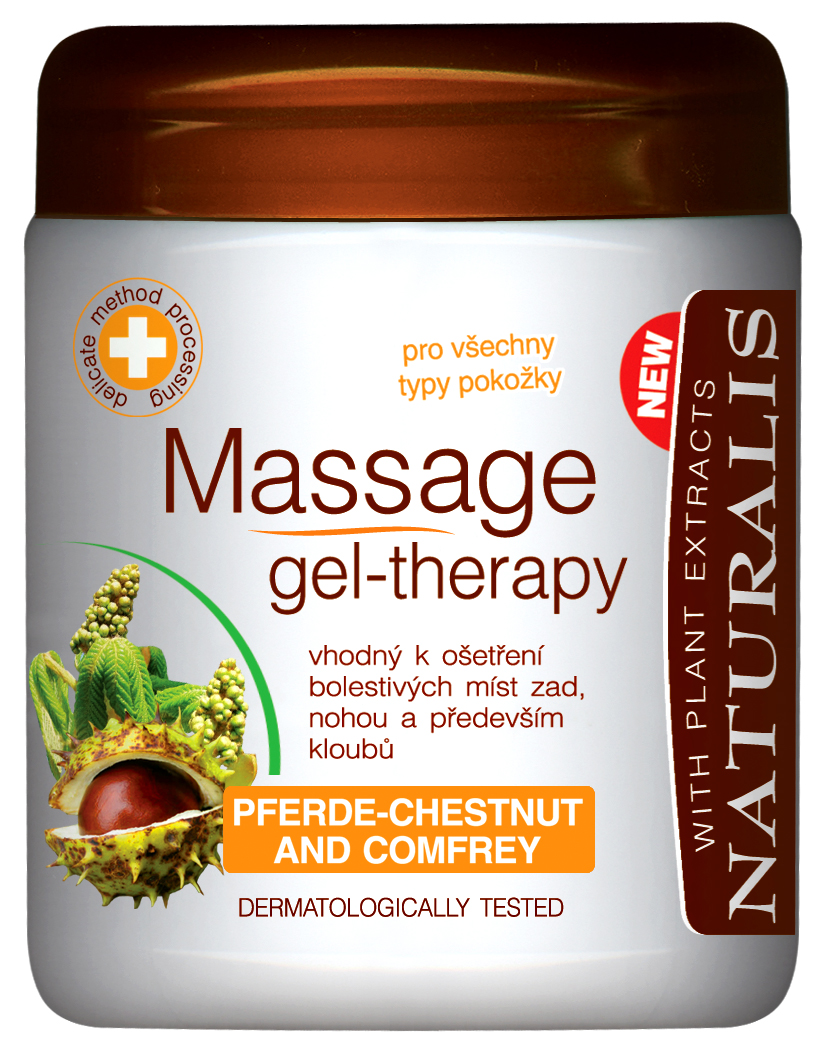 delicate method processing
pro všechny
typy pokožky
NEW
Massage
gel-therapy
vhodný k ošetření
bolestivých míst zad,
nohou a především
kloubů
PFERDE-CHESTNUT
AND COMFREY
DERMATOLOGICALLY TESTED
WITH PLANT EXTRACTS
NATURALIS